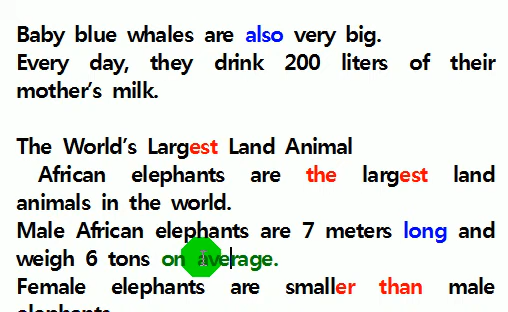 Baby blue whales are also very big.
Every day, they drink 200 liters of their
mother's milk.
The World's Largest Land Animal
African elephants are the largest land
animals in the world.
Male African elephants are 7 meters long and
weigh 6 tons on average.
Female elephants are smaller than male
elephants